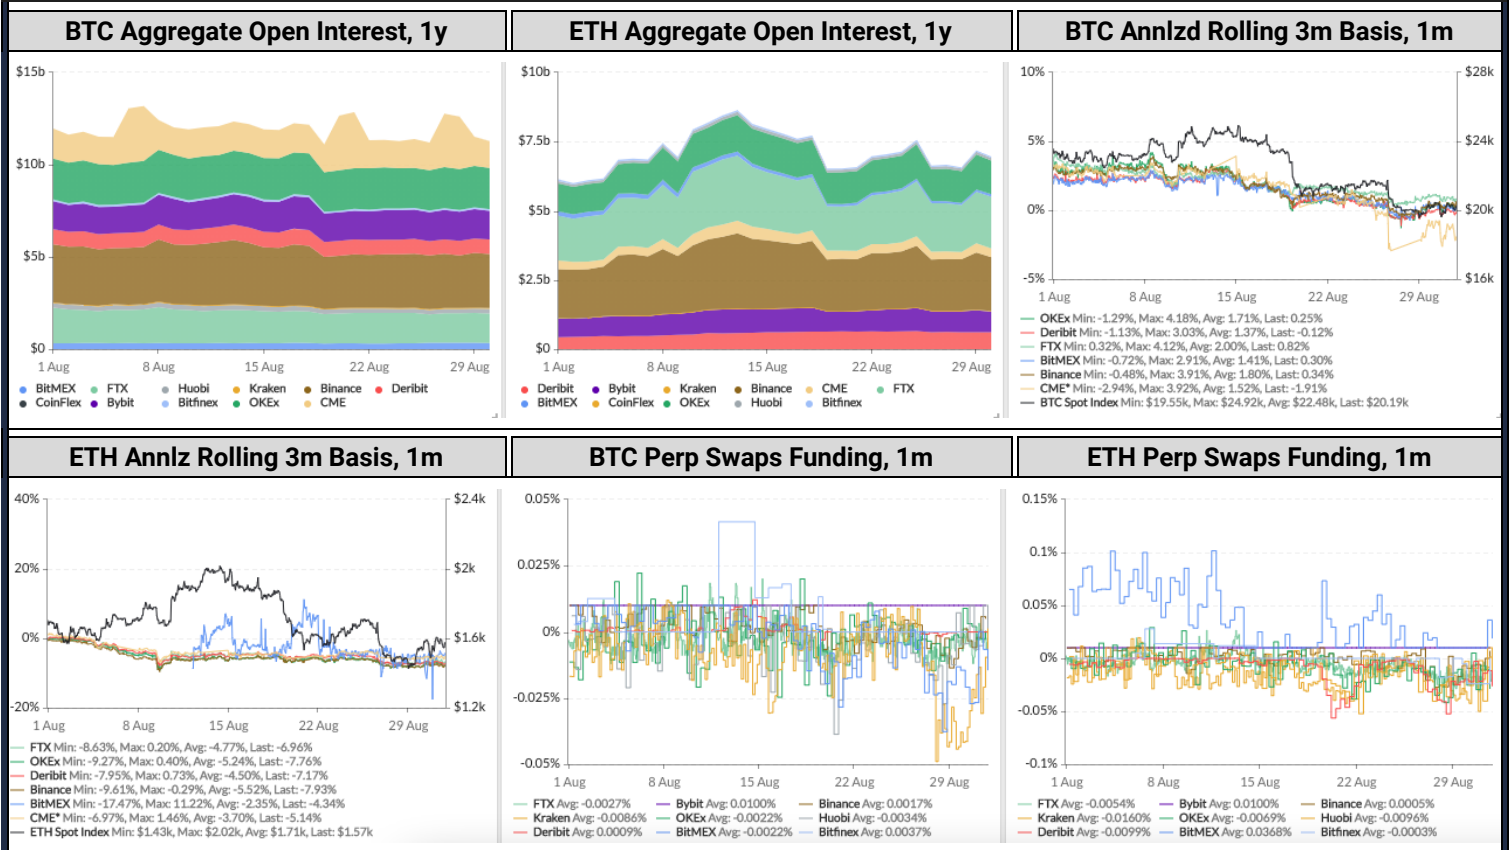 BTC Aggregate Open Interest, 1y
$15b
$10b
$5b
$0
1 Aug 8 Aug 15 Aug 22 Aug 29 Aug
BitMEX FTX Huobi Kraken Binance Deribit
CoinFlex Bybit Bitfinex OKEx CME
ETH Aggregate Open Interest, 1y
$10b
$7.5b
$5b
$2.5b
$0
1 Aug 8 Aug 15 Aug 22 Aug 29 Aug
Deribit Bybit Kraken Binance CME FTX
BitMEX CoinFlex OKEx Huobi Bitfinex
BTC Annlzd Rolling 3m Basis, 1m
10% $28k
5% $24k
0% $20k
-5% $16k
1 Aug 8 Aug 15 Aug 22 Aug 29 Aug
OKEx Min: -1.29%, Max: 4.18%, Avg: 1.71%, Last: 0.25%
Deribit Min: -1.13%, Max: 3.03%, Avg: 1.37%, Last: -0.12%
FTX Min: 0.32%, Max: 4.12%, Avg: 2.00%, Last: 0.82%
BitMEX Min: -0.72%, Max: 2.91%, Avg: 1.41%, Last: 0.30%
Binance Min: -0.48%, Max: 3.91%, Avg: 1.80%, Last: 0.34%
CME* Min: -2.94%, Max: 3.92%, Avg: 1.52%, Last: -1.91%
BTC Spot Index Min: $19.55k, Max: $24.92k, Avg: $22.48k, Last: $20.19k
ETH Annlz Rolling 3m Basis, 1m
40% $2.4k
20% $2k
0% $1.6k
-20% $1.2k
1 Aug 8 Aug 15 Aug 22 Aug 29 Aug
FTX Min: -8.63%, Max: 0.20%, Avg: -4.77%, Last: -6.96%
OKEx Min: -9.27%, Max: 0.40%, Avg: -5.24%, Last: -7.76%
Deribit Min: -7.95%, Max: 0.73%, Avg: -4.50%, Last: -7.17%
Binance Min: -9.61%, Max: -0.29%, Avg: -5.52%, Last: -7.93%
BitMEX Min: -17.47%, Max: 11.22%, Avg: -2.35%, Last: -4.34%
CME* Min: -6.97%, Max: 1.46%, Avg: -3.70%, Last: -5.14%
ETH Spot Index Min: $1.43k, Max: $2.02k, Avg: $1.71k, Last: $1.57k
BTC Perp Swaps Funding, 1m
0.05%
0.025%
0%
-0.025%
-0.05%
1 Aug 8 Aug 15 Aug 22 Aug 29 Aug
FTX Avg: -0.0027% Bybit Avg: 0.0100% Binance Avg: 0.0017%
Kraken Avg: -0.0086% OKEx Avg: -0.0022% Huobi Avg: -0.0034%
Deribit Avg: 0.0009% BitMEX Avg: -0.0022% Bitfinex Avg: 0.0037%
ETH Perp Swaps Funding, 1m
0.15%
0.1%
0.05%
0%
-0.05%
-0.1%
1 Aug 8 Aug 15 Aug 22 Aug 29 Aug
FTX Avg: -0.0054% Bybit Avg: 0.0100% Binance Avg: 0.0005%
Kraken Avg: -0.0160% OKEx Avg: -0.0069% Huobi Avg: -0.0096%
Deribit Avg: -0.0099% BitMEX Avg: 0.0368% Bitfinex Avg: -0.0003%